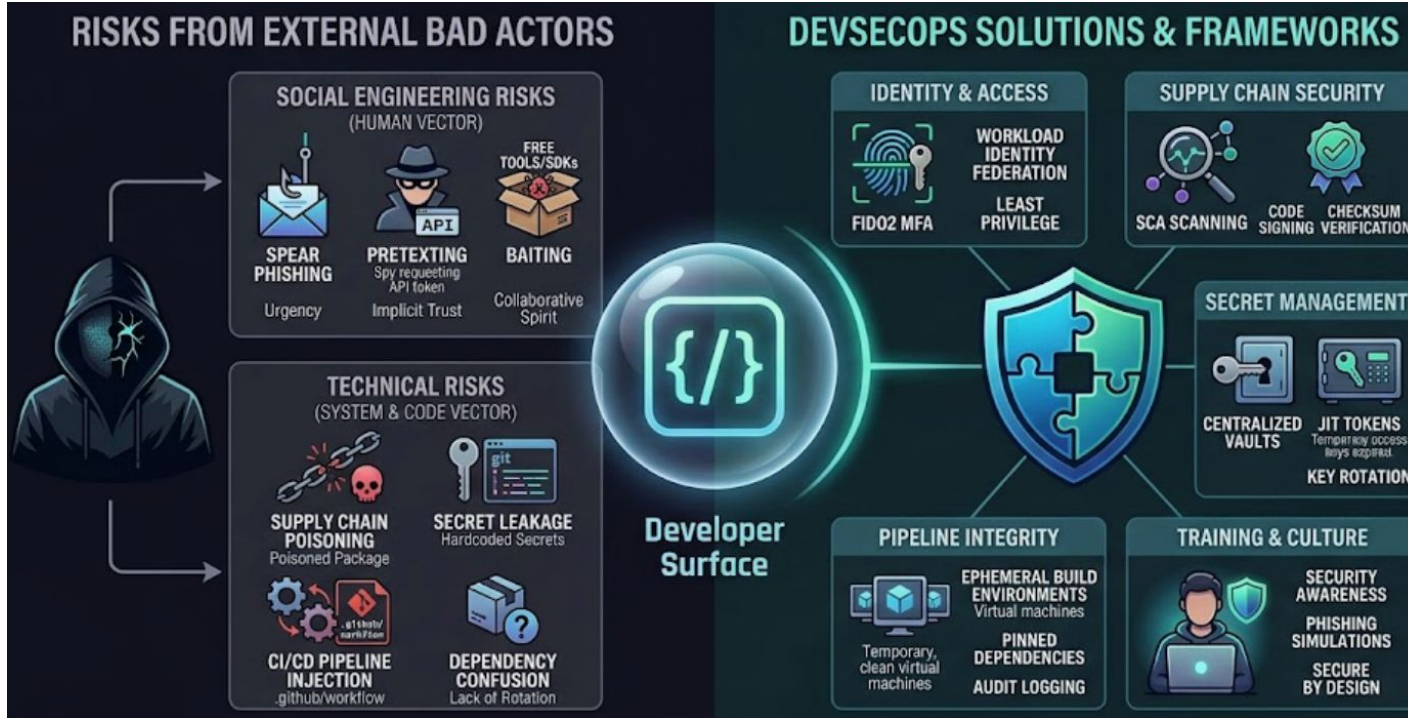 RISKS FROM EXTERNAL BAD ACTORS
SOCIAL ENGINEERING RISKS
(HUMAN VECTOR)
SPEAR
PHISHING
Urgency
API
PRETEXTING
Spy requeeting
API token
Implicit Trust
FREE
TOOLS/SDKs
BAITING
Collaborative
Spirit
TECHNICAL RISKS
(SYSTEM & CODE VECTOR)
SUPPLY CHAIN
POISONING
Poisoned Package
git
SECRET LEAKAGE
Hardcoded Secrets
CI/CD PIPELINE
INJECTION
.github/workflow
DEPENDENCY
CONFUSION
Lack of Rotation
{/}
Developer
Surface
DEVSECOPS SOLUTIONS & FRAMEWORKS
IDENTITY & ACCESS
FIDO2 MFA
WORKLOAD
IDENTITY
FEDERATION
LEAST
PRIVILEGE
SUPPLY CHAIN SECURITY
SCA SCANNING
CODE
SIGNING
CHECKSUM
VERIFICATION
SECRET MANAGEMENT
CENTRALIZED
VAULTS
JIT TOKENS
KEY ROTATION
PIPELINE INTEGRITY
Temporary,
clean virtual
machines
EPHEMERAL BUILD
ENVIRONMENTS
Virtual machines
PINNED
DEPENDENCIES
AUDIT LOGGING
TRAINING & CULTURE
SECURITY
AWARENESS
PHISHING
SIMULATIONS
SECURE
BY DESIGN